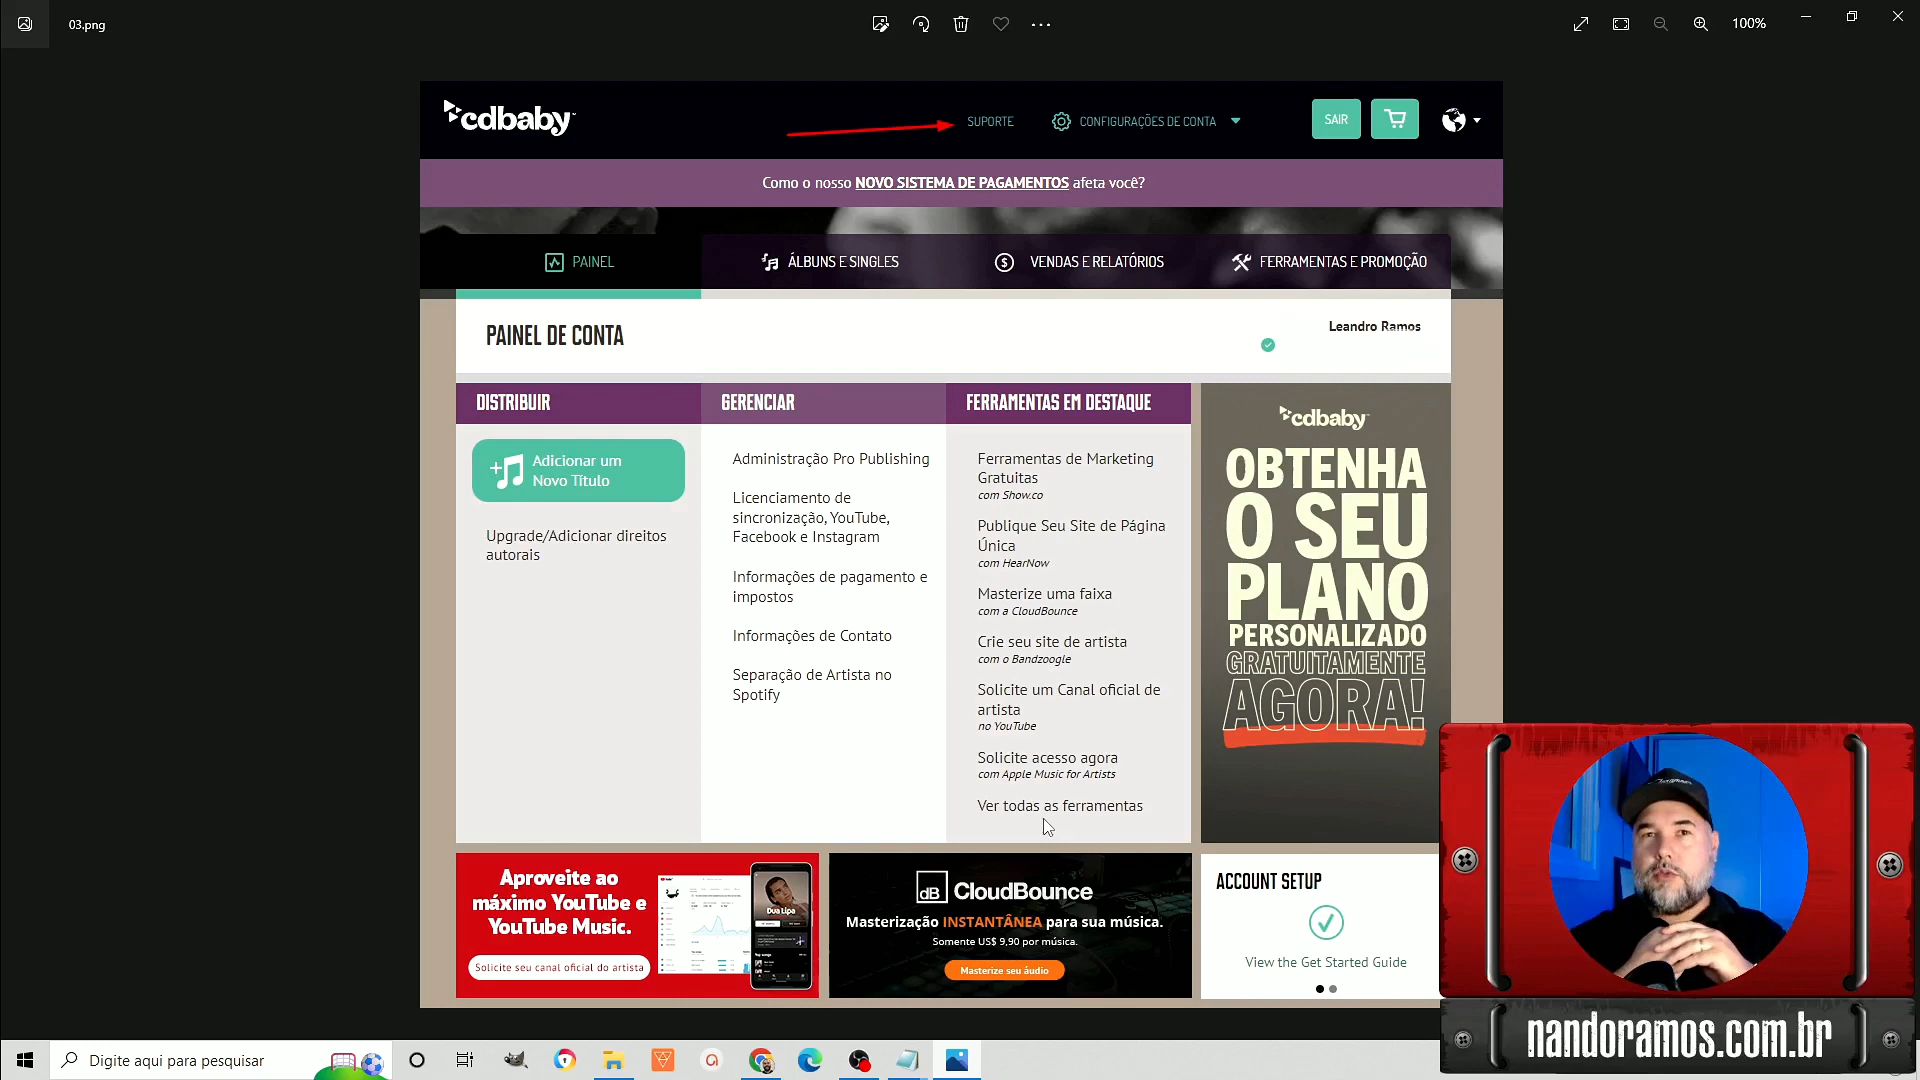 03.png
100%
cdbaby
SUPORTE
CONFIGURAÇÕES DE CONTA
SAIR
Como o nosso NOVO SISTEMA DE PAGAMENTOS afeta você?
PAINEL
ÁLBUNS E SINGLES
VENDAS E RELATÓRIOS
FERRAMENTAS E PROMOÇÃO
PAINEL DE CONTA
Leandro Ramos
DISTRIBUIR
Adicionar um
Novo Título
Upgrade/Adicionar direitos
autorais
GERENCIAR
Administração Pro Publishing
Licenciamento de
sincronização, YouTube,
Facebook e Instagram
Informações de pagamento e
impostos
Informações de Contato
Separação de Artista no
Spotify
FERRAMENTAS EM DESTAQUE
Ferramentas de Marketing
Gratuitas
com Show.co
Publique Seu Site de Página
Única
com HearNow
Masterize uma faixa
com a CloudBounce
Crie seu site de artista
com o Bandzoogle
Solicite um Canal oficial de
artista
no YouTube
Solicite acesso agora
com Apple Music for Artists
Ver todas as ferramentas
cdbaby
OBTENHA
O SEU
PLANO
PERSONALIZADO
GRATUITAMENTE
AGORA!
Aproveite ao
máximo YouTube e
YouTube Music.
Solicite seu canal oficial do artista
Dua Lipa
dB CloudBounce
Masterização INSTANTÂNEA para sua música.
Somente US$ 9,90 por música.
Masterize seu áudio
ACCOUNT SETUP
View the Get Started Guide
nandoramos.com.br
Digite aqui para pesquisar